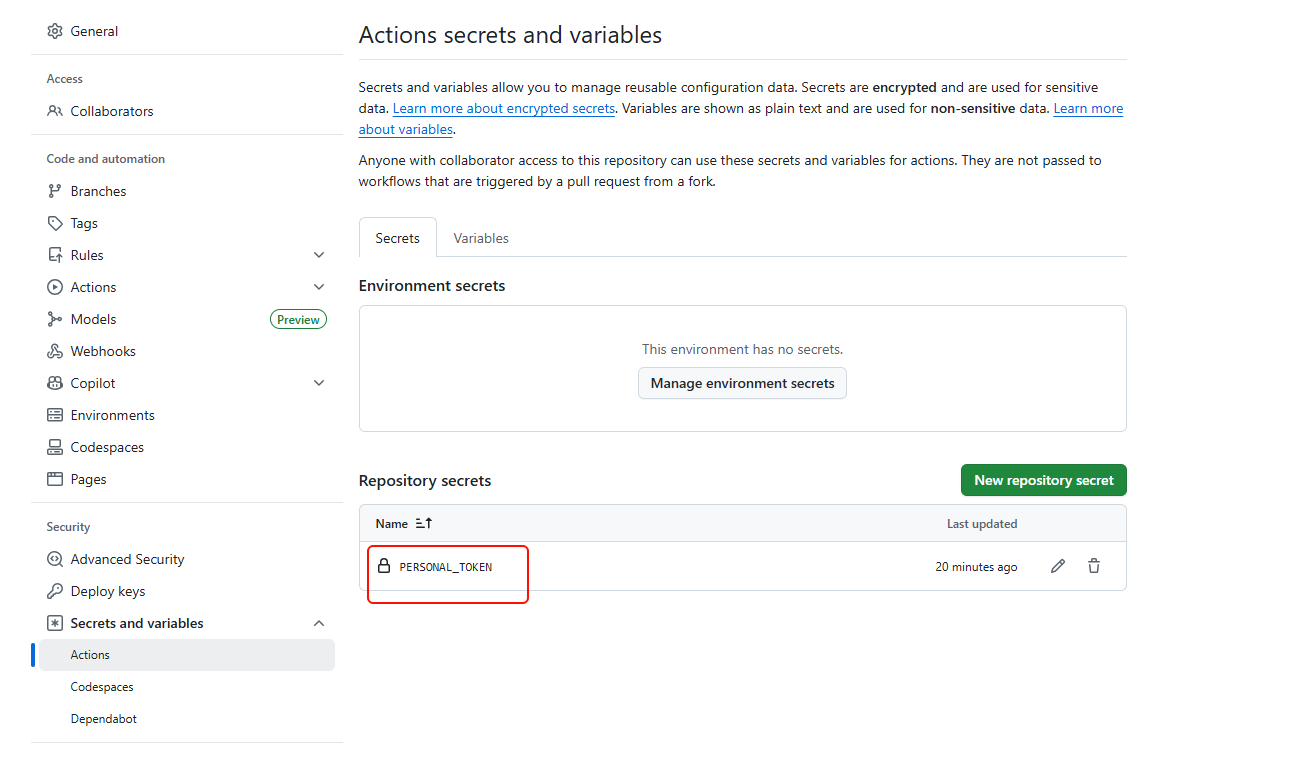 General
Access
Collaborators
Code and automation
Branches
Tags
Rules
Actions
Models Preview
Webhooks
Copilot
Environments
Codespaces
Pages
Security
Advanced Security
Deploy keys
Secrets and variables
Actions
Codespaces
Dependabot
Actions secrets and variables
Secrets and variables allow you to manage reusable configuration data. Secrets are encrypted and are used for sensitive
data. Learn more about encrypted secrets. Variables are shown as plain text and are used for non-sensitive data. Learn more
about variables.
Anyone with collaborator access to this repository can use these secrets and variables for actions. They are not passed to
workflows that are triggered by a pull request from a fork.
Secrets Variables
Environment secrets
This environment has no secrets.
Manage environment secrets
Repository secrets New repository secret
Name Last updated
PERSONAL_TOKEN 20 minutes ago